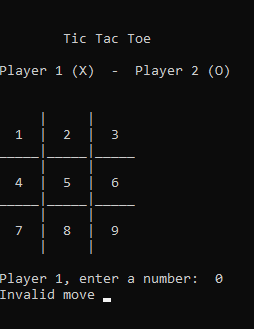 Tic Tac Toe
Player 1 (X)  -  Player 2 (O)
     |     |
  1  |  2  |  3
_____|_____|_____
     |     |
  4  |  5  |  6
_____|_____|_____
     |     |
  7  |  8  |  9
     |     |
Player 1, enter a number:  0
Invalid move